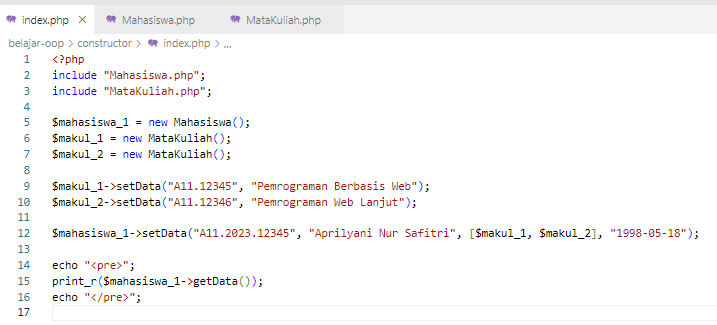 index.php
Mahasiswa.php
MataKuliah.php
belajar-oop > constructor > index.php > ...
1 <?php
2 include "Mahasiswa.php";
3 include "MataKuliah.php";
4
5 $mahasiswa_1 = new Mahasiswa();
6 $makul_1 = new MataKuliah();
7 $makul_2 = new MataKuliah();
8
9 $makul_1->setData("A11.12345", "Pemrograman Berbasis Web");
10 $makul_2->setData("A11.12346", "Pemrograman Web Lanjut");
11
12 $mahasiswa_1->setData("A11.2023.12345", "Aprilyani Nur Safitri", [$makul_1, $makul_2], "1998-05-18");
13
14 echo "<pre>";
15 print_r($mahasiswa_1->getData());
16 echo "</pre>";
17